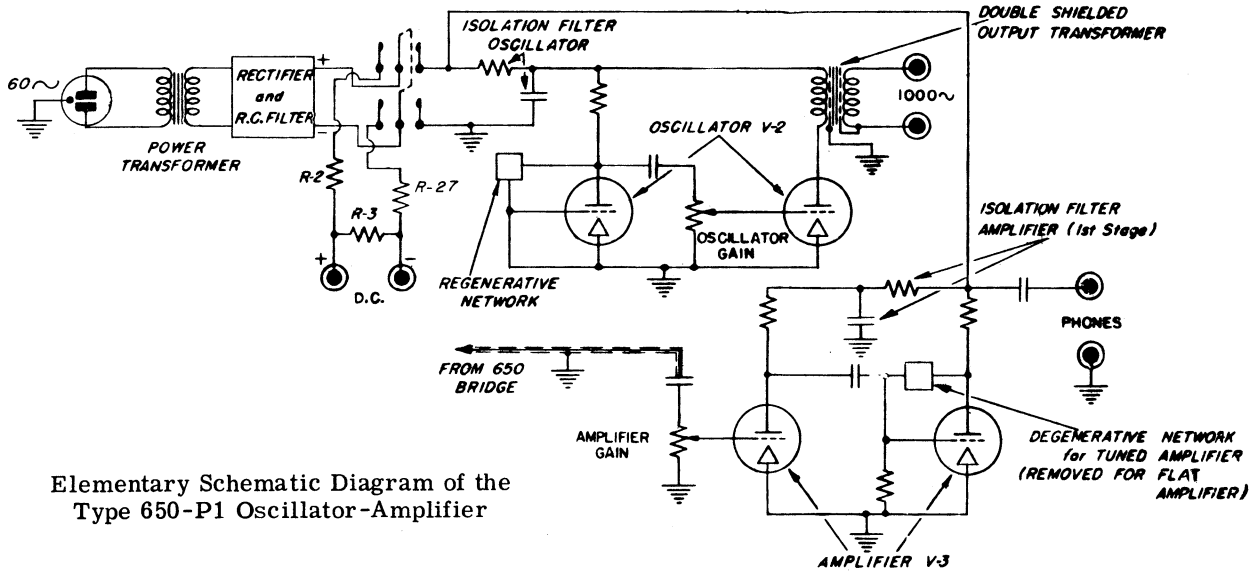 DOUBLE SHIELDED
OUTPUT TRANSFORMER
ISOLATION FILTER
OSCILLATOR
60~
+
RECTIFIER
and
R.C. FILTER
-
1000~
POWER
TRANSFORMER
OSCILLATOR V-2
R-2
R-27
R-3
+
-
D.C.
REGENERATIVE
NETWORK
OSCILLATOR
GAIN
ISOLATION FILTER
AMPLIFIER (1st Stage)
PHONES
FROM 650
BRIDGE
AMPLIFIER
GAIN
DEGENERATIVE NETWORK
for TUNED AMPLIFIER
(REMOVED FOR FLAT
AMPLIFIER)
Elementary Schematic Diagram of the
Type 650-P1 Oscillator-Amplifier
AMPLIFIER V-3